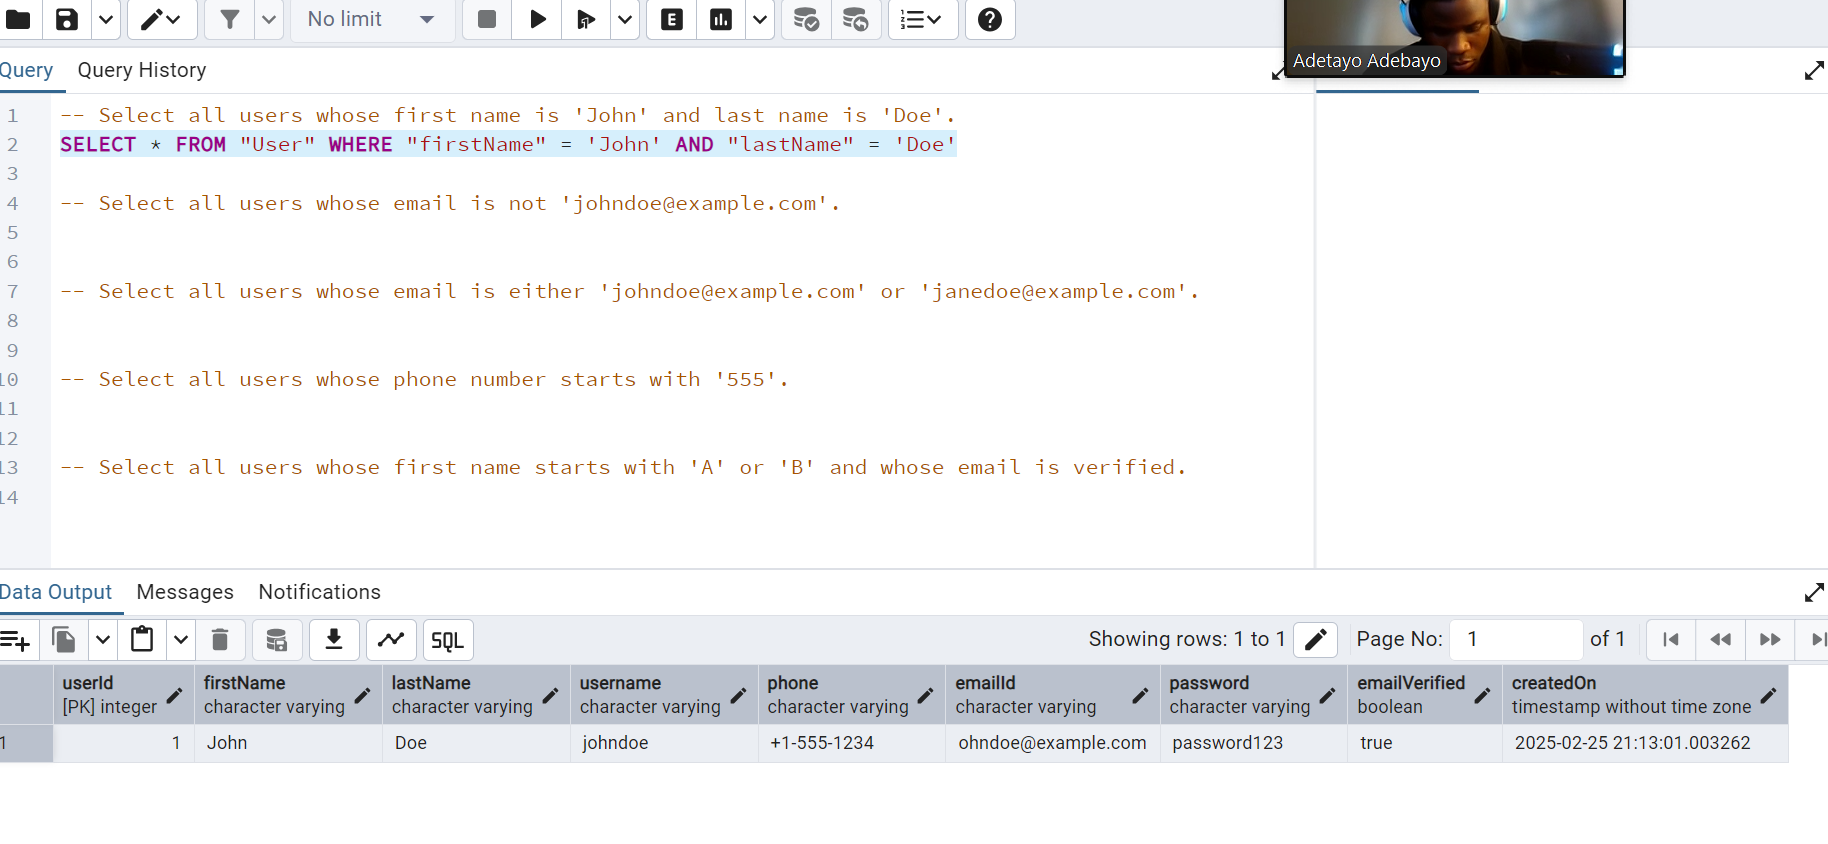 No limit
E
Adetayo Adebayo
Query Query History
1 -- Select all users whose first name is 'John' and last name is 'Doe'.
2 SELECT * FROM "User" WHERE "firstName" = 'John' AND "lastName" = 'Doe'
3
4 -- Select all users whose email is not 'johndoe@example.com'.
5
6
7 -- Select all users whose email is either 'johndoe@example.com' or 'janedoe@example.com'.
8
9
10 -- Select all users whose phone number starts with '555'.
11
12
13 -- Select all users whose first name starts with 'A' or 'B' and whose email is verified.
14
Data Output Messages Notifications
SQL Showing rows: 1 to 1 Page No: 1 of 1
userId firstName lastName username phone emailId password emailVerified createdOn
[PK] integer character varying character varying character varying character varying character varying character varying boolean timestamp without time zone
1 1 John Doe johndoe +1-555-1234 ohndoe@example.com password123 true 2025-02-25 21:13:01.003262